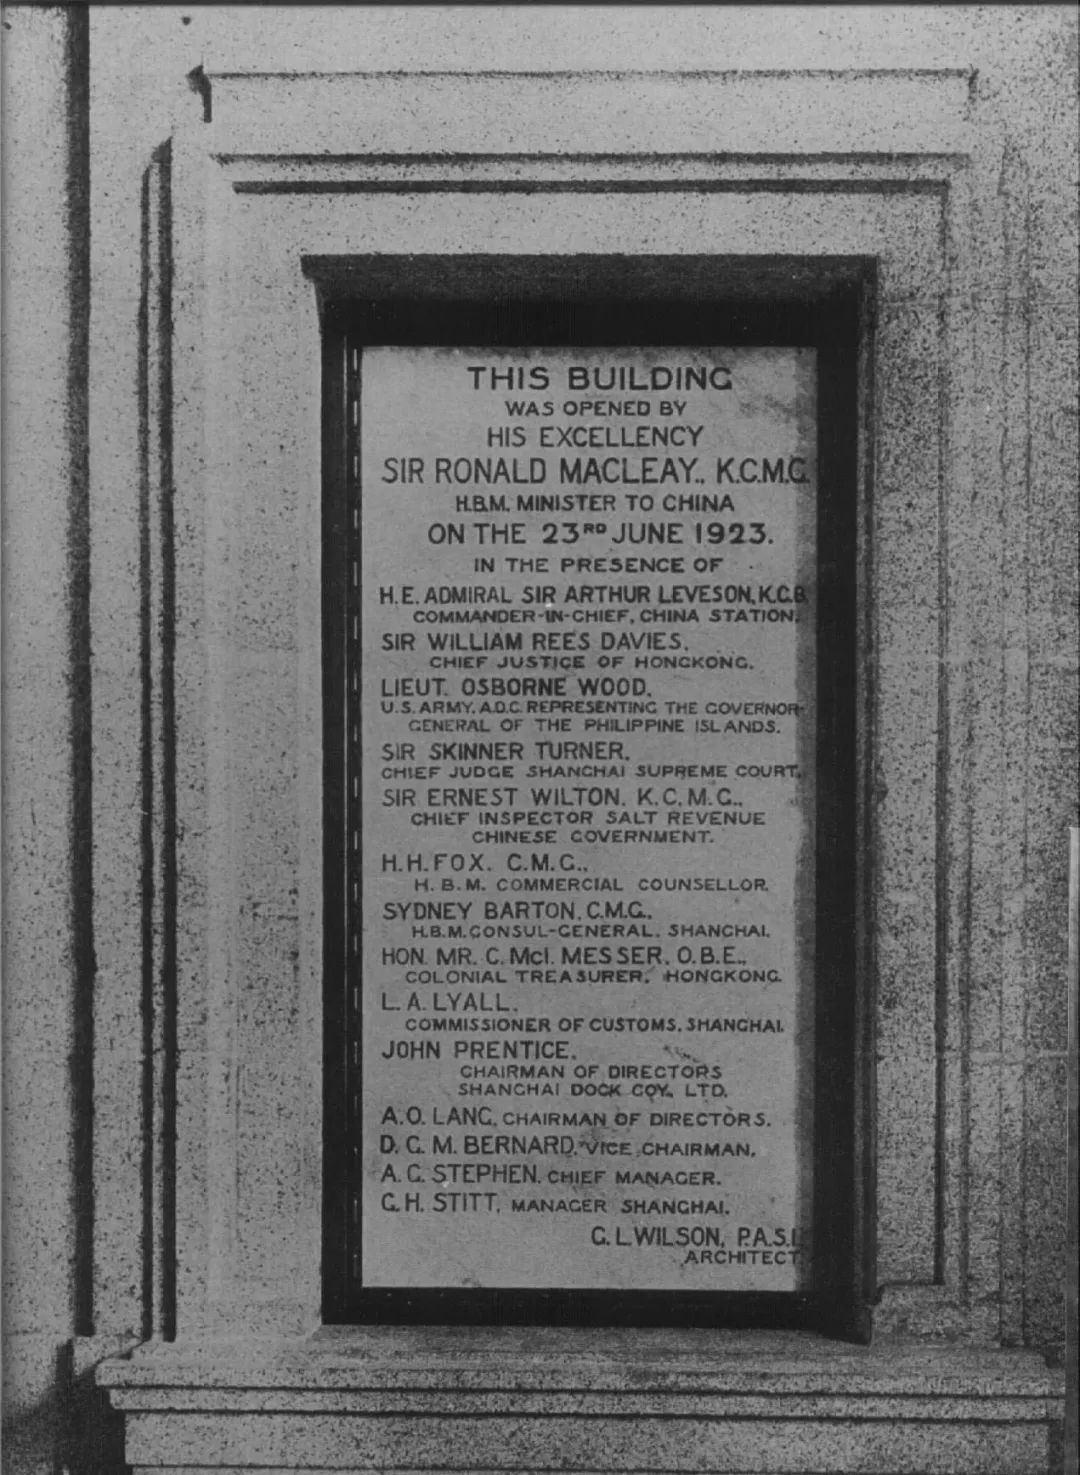 THIS BUILDING
WAS OPENED BY
HIS EXCELLENCY
SIR RONALD MACLEAY., K.C.M.G.
H.B.M. MINISTER TO CHINA
ON THE 23RD JUNE 1923.
IN THE PRESENCE OF
H.E. ADMIRAL SIR ARTHUR LEVESON, K.C.B.
COMMANDER-IN-CHIEF, CHINA STATION.
SIR WILLIAM REES DAVIES,
CHIEF JUSTICE OF HONGKONG.
LIEUT. OSBORNE WOOD,
U.S. ARMY, A.D.C. REPRESENTING THE GOVERNOR-
GENERAL OF THE PHILIPPINE ISLANDS.
SIR SKINNER TURNER,
CHIEF JUDGE SHANGHAI SUPREME COURT,
SIR ERNEST WILTON, K.C.M.G.,
CHIEF INSPECTOR SALT REVENUE
CHINESE GOVERNMENT.
H.H. FOX, C.M.G.,
H.B.M. COMMERCIAL COUNSELLOR,
SYDNEY BARTON, C.M.G.,
H.B.M. CONSUL-GENERAL, SHANGHAI,
HON. MR. C. McI. MESSER, O.B.E.,
COLONIAL TREASURER, HONGKONG.
L.A. LYALL,
COMMISSIONER OF CUSTOMS, SHANGHAI.
JOHN PRENTICE,
CHAIRMAN OF DIRECTORS
SHANGHAI DOCK COY., LTD.
A.O. LANG, CHAIRMAN OF DIRECTORS.
D.G.M. BERNARD, VICE CHAIRMAN,
A.G. STEPHEN, CHIEF MANAGER.
G.H. STITT, MANAGER SHANGHAI.
G.L. WILSON, P.A.S.I.
ARCHITECT.